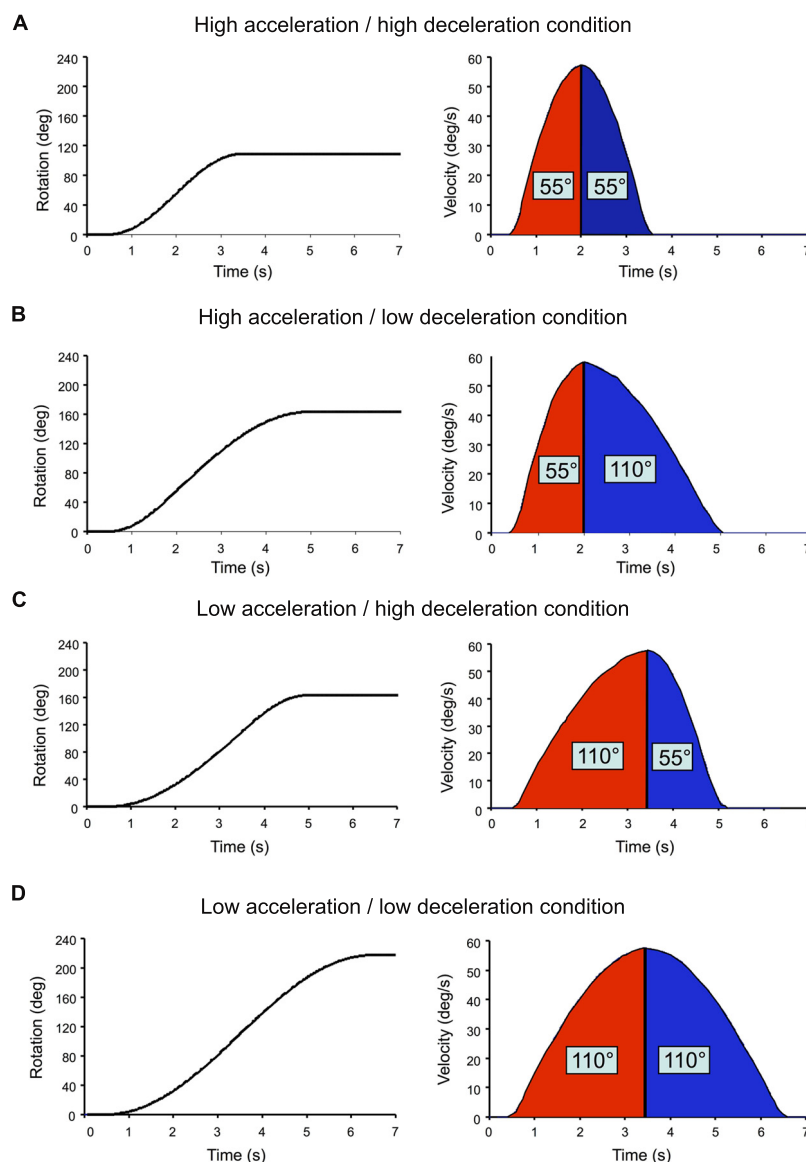 A
High acceleration / high deceleration condition
Rotation (deg)
240
200
160
120
80
40
0
0 1 2 3 4 5 6 7
Time (s)
Velocity (deg/s)
60
50
40
30
20
10
0
55° 55°
0 1 2 3 4 5 6 7
Time (s)
B
High acceleration / low deceleration condition
Rotation (deg)
240
200
160
120
80
40
0
0 1 2 3 4 5 6 7
Time (s)
Velocity (deg/s)
60
50
40
30
20
10
0
55° 110°
0 1 2 3 4 5 6 7
Time (s)
C
Low acceleration / high deceleration condition
Rotation (deg)
240
200
160
120
80
40
0
0 1 2 3 4 5 6 7
Time (s)
Velocity (deg/s)
60
50
40
30
20
10
0
110° 55°
0 1 2 3 4 5 6
Time (s)
D
Low acceleration / low deceleration condition
Rotation (deg)
240
200
160
120
80
40
0
0 1 2 3 4 5 6 7
Time (s)
Velocity (deg/s)
60
50
40
30
20
10
0
110° 110°
0 1 2 3 4 5 6 7
Time (s)